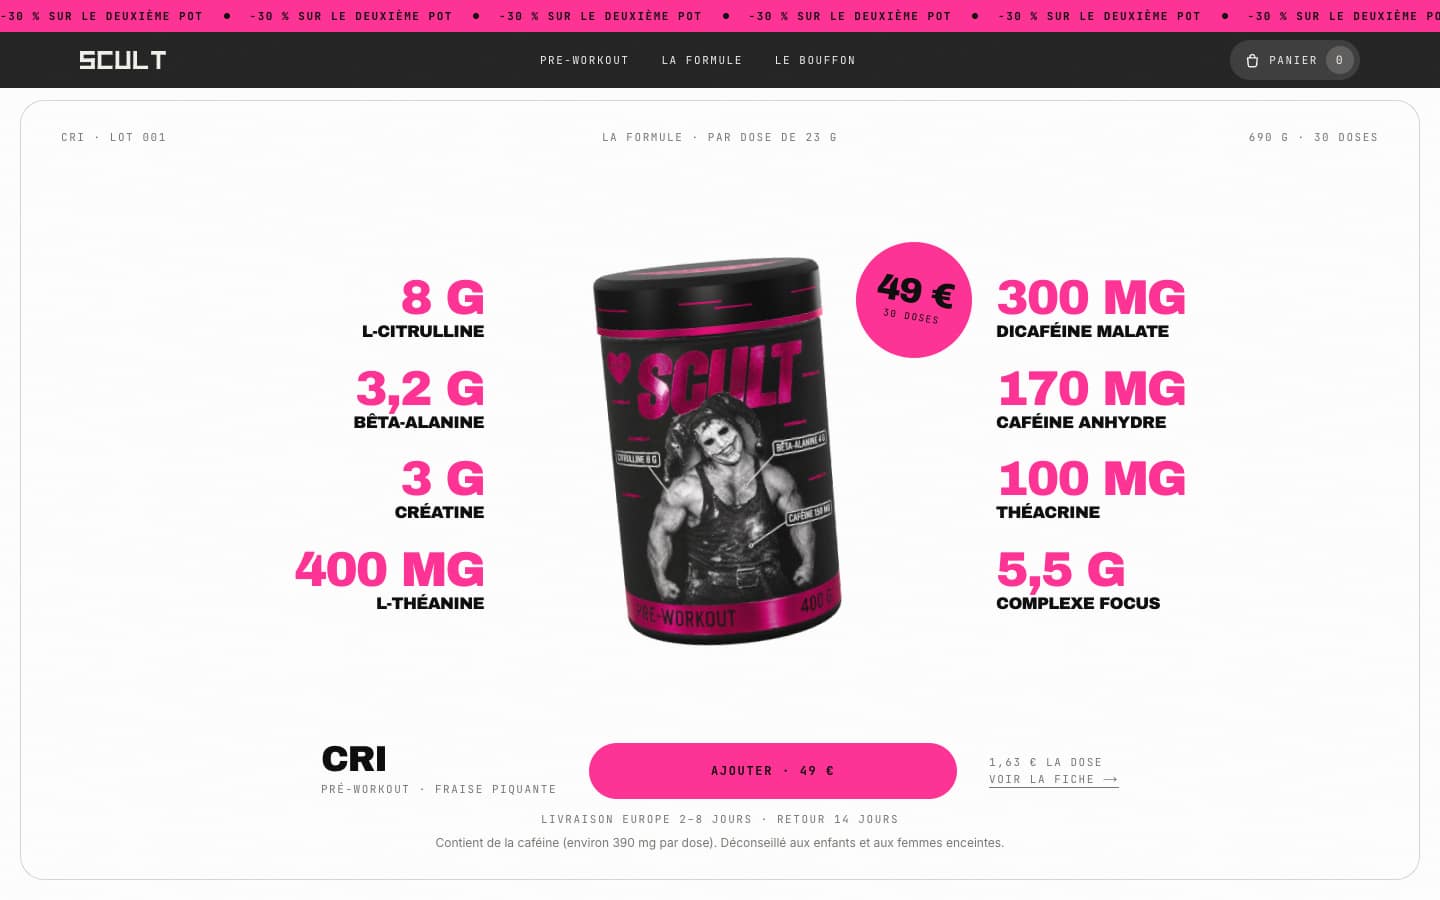 -30 % SUR LE DEUXIÈME POT • -30 % SUR LE DEUXIÈME POT • -30 % SUR LE DEUXIÈME POT • -30 % SUR LE DEUXIÈME POT • -30 % SUR LE DEUXIÈME POT • -30 % SUR LE DEUXIÈME PO
SCULT
PRE-WORKOUT LA FORMULE LE BOUFFON
PANIER 0
CRI · LOT 001
LA FORMULE · PAR DOSE DE 23 G
690 G · 30 DOSES
8 G
L-CITRULLINE
3,2 G
BÊTA-ALANINE
3 G
CRÉATINE
400 MG
L-THÉANINE
SCULT
CITRULLINE 8 G
BÊTA-ALANINE 4 G
CAFÉINE 150 MG
PRE-WORKOUT 400 G
49 €
30 DOSES
300 MG
DICAFÉINE MALATE
170 MG
CAFÉINE ANHYDRE
100 MG
THÉACRINE
5,5 G
COMPLEXE FOCUS
CRI
PRÉ-WORKOUT · FRAISE PIQUANTE
AJOUTER · 49 €
1,63 € LA DOSE
VOIR LA FICHE →
LIVRAISON EUROPE 2–8 JOURS · RETOUR 14 JOURS
Contient de la caféine (environ 390 mg par dose). Déconseillé aux enfants et aux femmes enceintes.